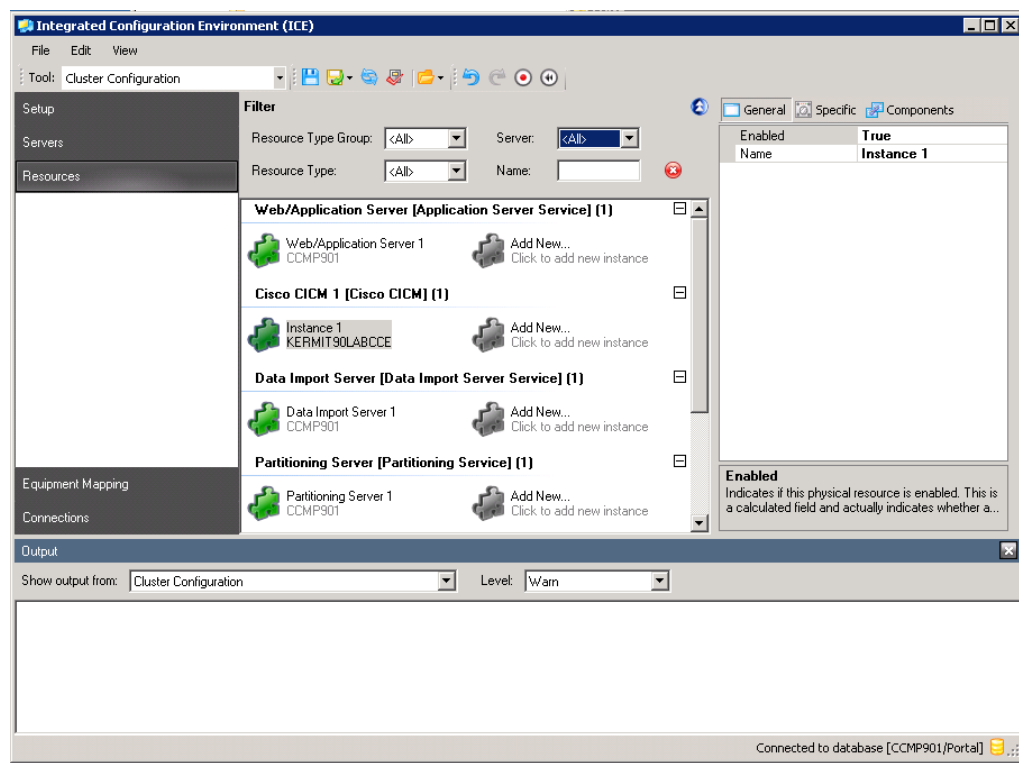 Integrated Configuration Environment (ICE)
File Edit View
Tool: Cluster Configuration
Setup
Servers
Resources
Equipment Mapping
Connections
Filter
Resource Type Group: <All> Server: <All>
Resource Type: <All> Name:
Web/Application Server [Application Server Service] (1)
Web/Application Server 1 Add New...
CCMP901 Click to add new instance
Cisco CICM 1 [Cisco CICM] (1)
Instance 1 Add New...
KERMIT90LABCCE Click to add new instance
Data Import Server [Data Import Server Service] (1)
Data Import Server 1 Add New...
CCMP901 Click to add new instance
Partitioning Server [Partitioning Service] (1)
Partitioning Server 1 Add New...
CCMP901 Click to add new instance
General Specific Components
Enabled True
Name Instance 1
Enabled
Indicates if this physical resource is enabled. This is
a calculated field and actually indicates whether a...
Output
Show output from: Cluster Configuration Level: Warn
Connected to database [CCMP901/Portal]